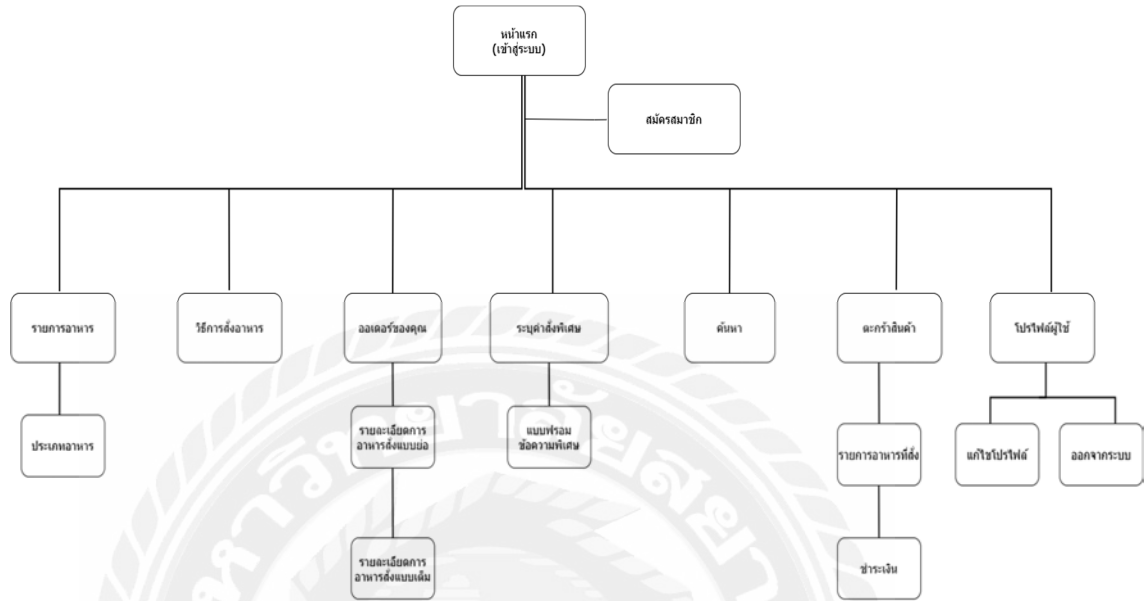 หน้าแรก
(เข้าสู่ระบบ)
สมัครสมาชิก
รายการอาหาร
วิธีการสั่งอาหาร
ออเดอร์ของคุณ
ระบุคำสั่งพิเศษ
ค้นหา
ตะกร้าสินค้า
โปรไฟล์ผู้ใช้
ประเภทอาหาร
รายละเอียดการ
อาหารสั่งแบบย่อ
แบบฟรอม
ข้อความพิเศษ
รายการอาหารที่สั่ง
แก้ไขโปรไฟล์
ออกจากระบบ
รายละเอียดการ
อาหารสั่งแบบเต็ม
ชำระเงิน